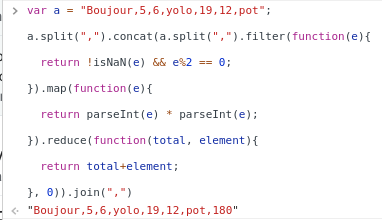 > var a = "Boujour,5,6,yolo,19,12,pot";
a.split(",").concat(a.split(",").filter(function(e){
return !isNaN(e) && e%2 == 0;
}).map(function(e){
return parseInt(e) * parseInt(e);
}).reduce(function(total, element){
return total+element;
}, 0)).join(",")
"Boujour,5,6,yolo,19,12,pot,180"